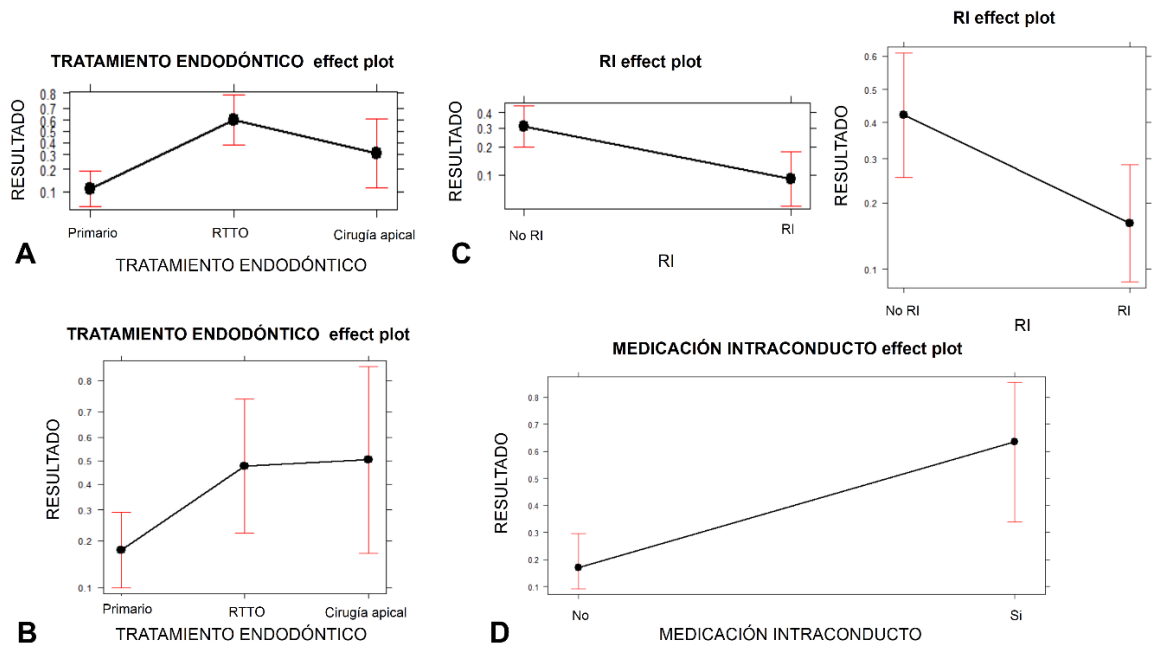 TRATAMIENTO ENDODÓNTICO effect plot
RESULTADO
0.8
0.7
0.6
0.5
0.4
0.3
0.2
0.1
Primario
RTTO
Cirugía apical
A
TRATAMIENTO ENDODÓNTICO
RI effect plot
RESULTADO
0.4
0.3
0.2
0.1
No RI
RI
C
RI
RI effect plot
RESULTADO
0.6
0.5
0.4
0.3
0.2
0.1
No RI
RI
RI
TRATAMIENTO ENDODÓNTICO effect plot
RESULTADO
0.8
0.7
0.6
0.5
0.3
0.2
0.1
Primario
RTTO
Cirugía apical
B
TRATAMIENTO ENDODÓNTICO
MEDICACIÓN INTRACONDUCTO effect plot
RESULTADO
0.8
0.7
0.6
0.5
0.4
0.3
0.2
0.1
No
Si
D
MEDICACIÓN INTRACONDUCTO